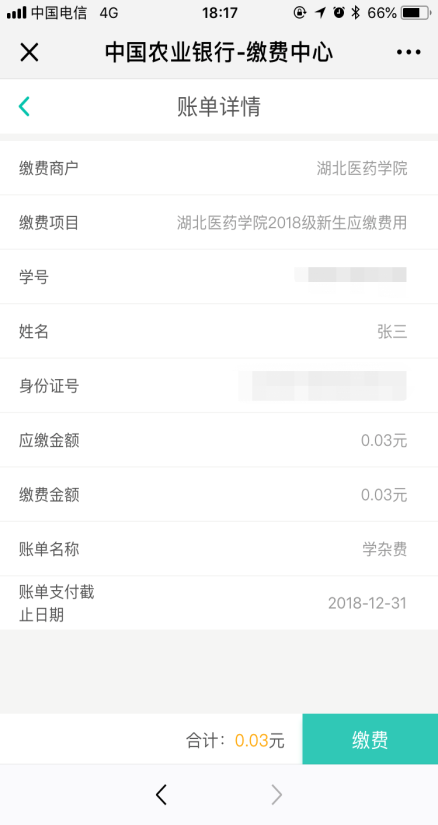 中国电信 4G 18:17 66%
中国农业银行-缴费中心
账单详情
缴费商户 湖北医药学院
缴费项目 湖北医药学院2018级新生应缴费用
学号
姓名 张三
身份证号
应缴金额 0.03元
缴费金额 0.03元
账单名称 学杂费
账单支付截
止日期 2018-12-31
合计：0.03元 缴费